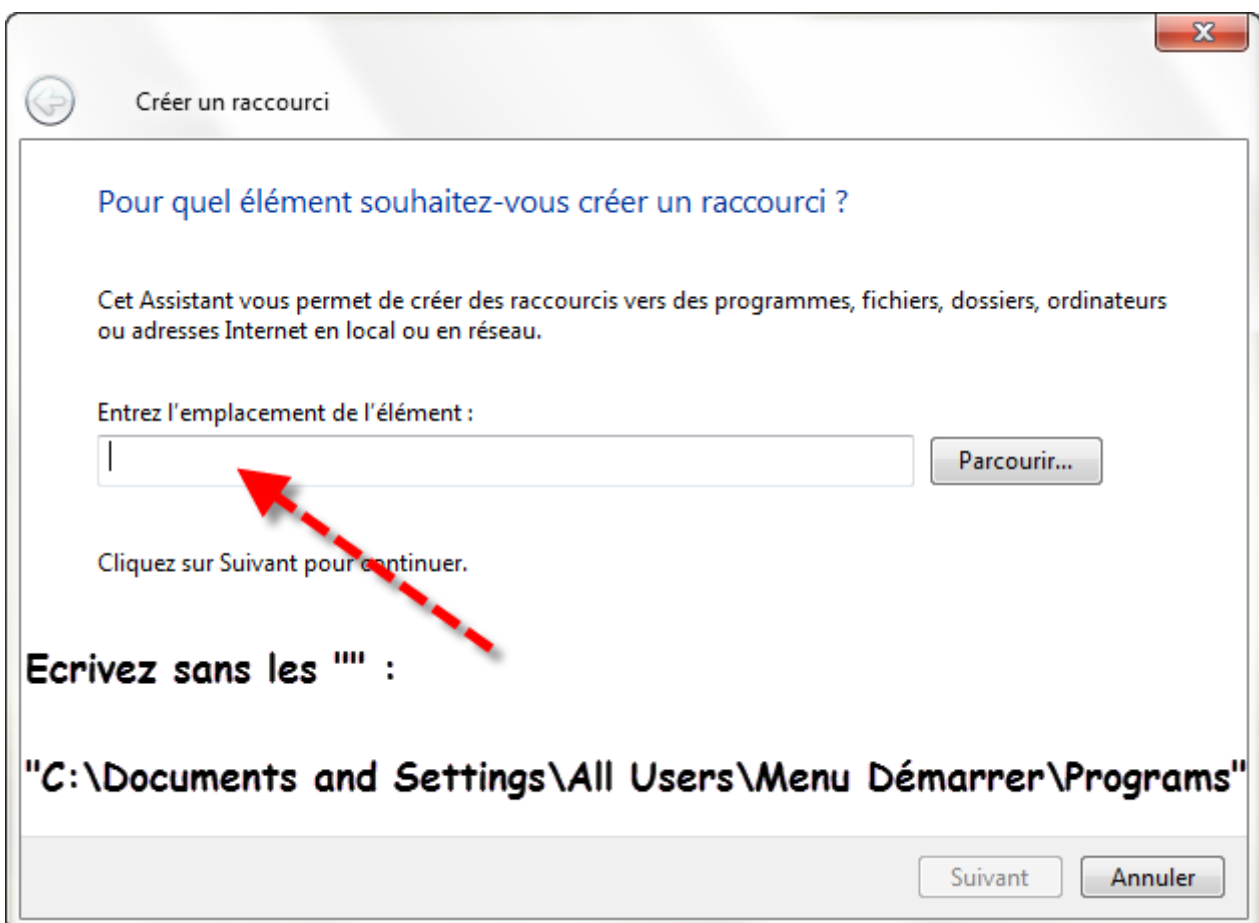 Créer un raccourci
Pour quel élément souhaitez-vous créer un raccourci ?
Cet Assistant vous permet de créer des raccourcis vers des programmes, fichiers, dossiers, ordinateurs
ou adresses Internet en local ou en réseau.
Entrez l'emplacement de l'élément :
Parcourir...
Cliquez sur Suivant pour continuer.
Ecrivez sans les "" :
"C:\Documents and Settings\All Users\Menu Démarrer\Programs"
Suivant
Annuler